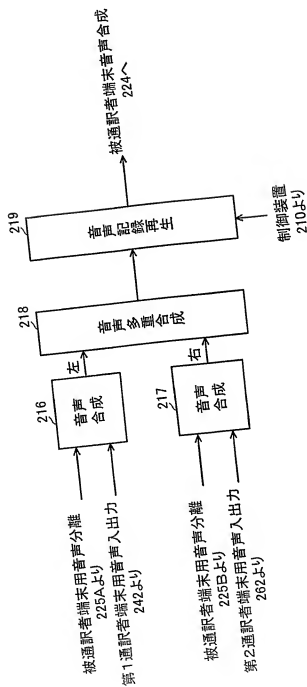 被通訳者端末用音声分離
225Aより
第1通訳者端末用音声入出力
242より
216
音声
合成
左
被通訳者端末用音声分離
225Bより
第2通訳者端末用音声入出力
262より
217
音声
合成
右
218
音声多重合成
219
音声記録再生
制御装置
210より
被通訳者端末音声合成
224へ